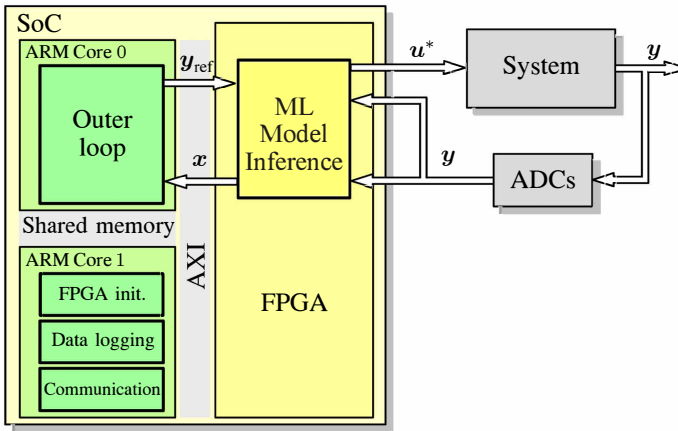 SoC
ARM Core 0
Outer
loop
y_ref
x
ML
Model
Inference
u*
System
y
y
ADCs
Shared memory
AXI
FPGA
ARM Core 1
FPGA init.
Data logging
Communication